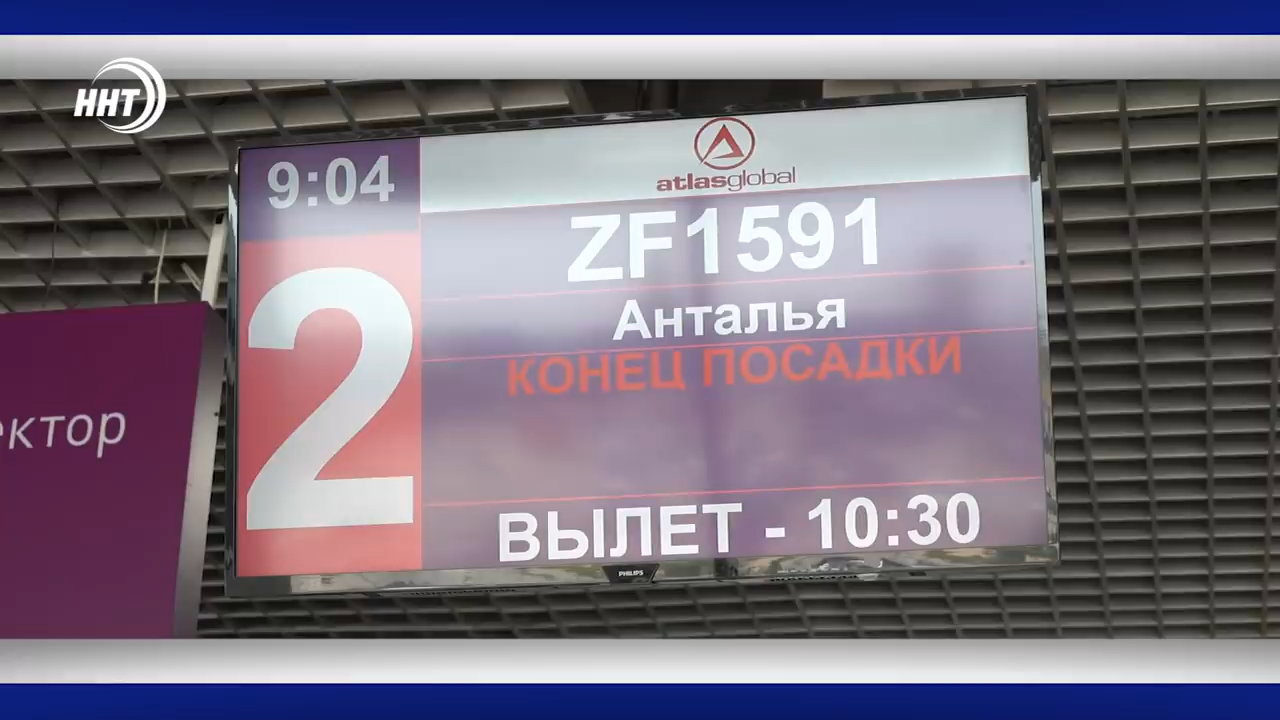 ННТ
9:04
atlasglobal
ZF1591
Анталья
КОНЕЦ ПОСАДКИ
2
ВЫЛЕТ - 10:30
PHILIPS
ектор